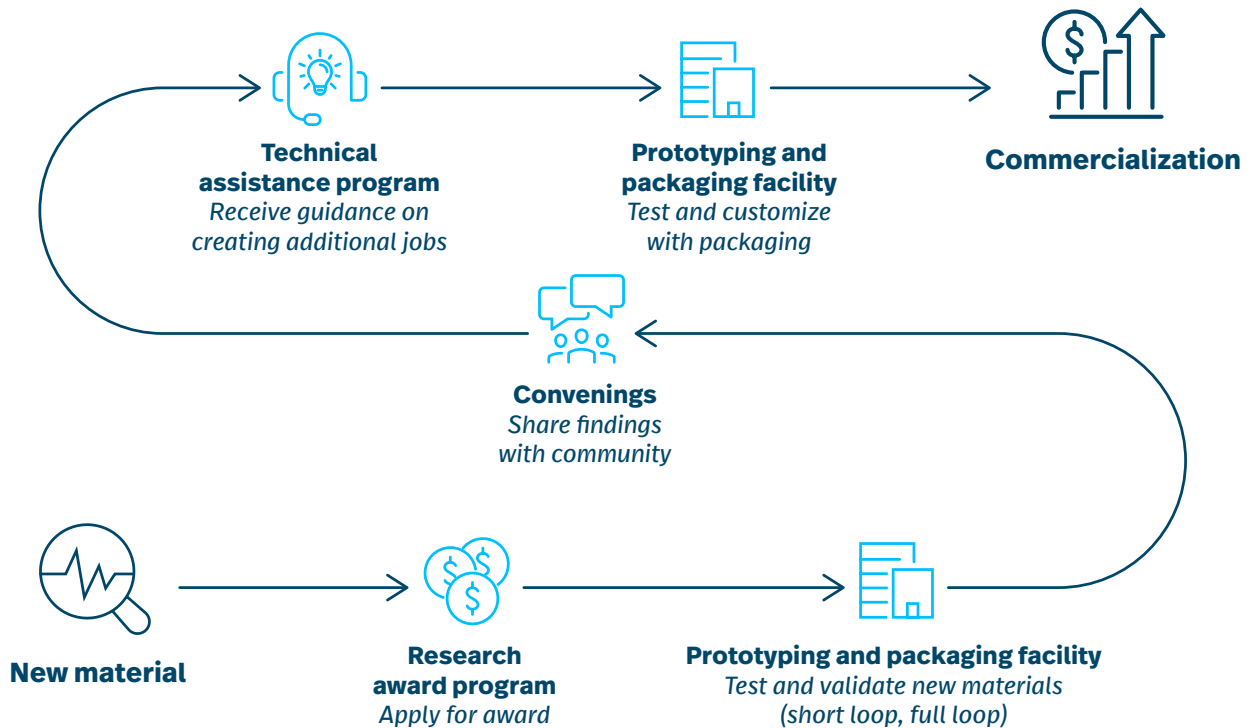 Technical
assistance program
Receive guidance on
creating additional jobs
Prototyping and
packaging facility
Test and customize
with packaging
$
Commercialization
Convenings
Share findings
with community
New material
$
$
$
Research
award program
Apply for award
Prototyping and packaging facility
Test and validate new materials
(short loop, full loop)